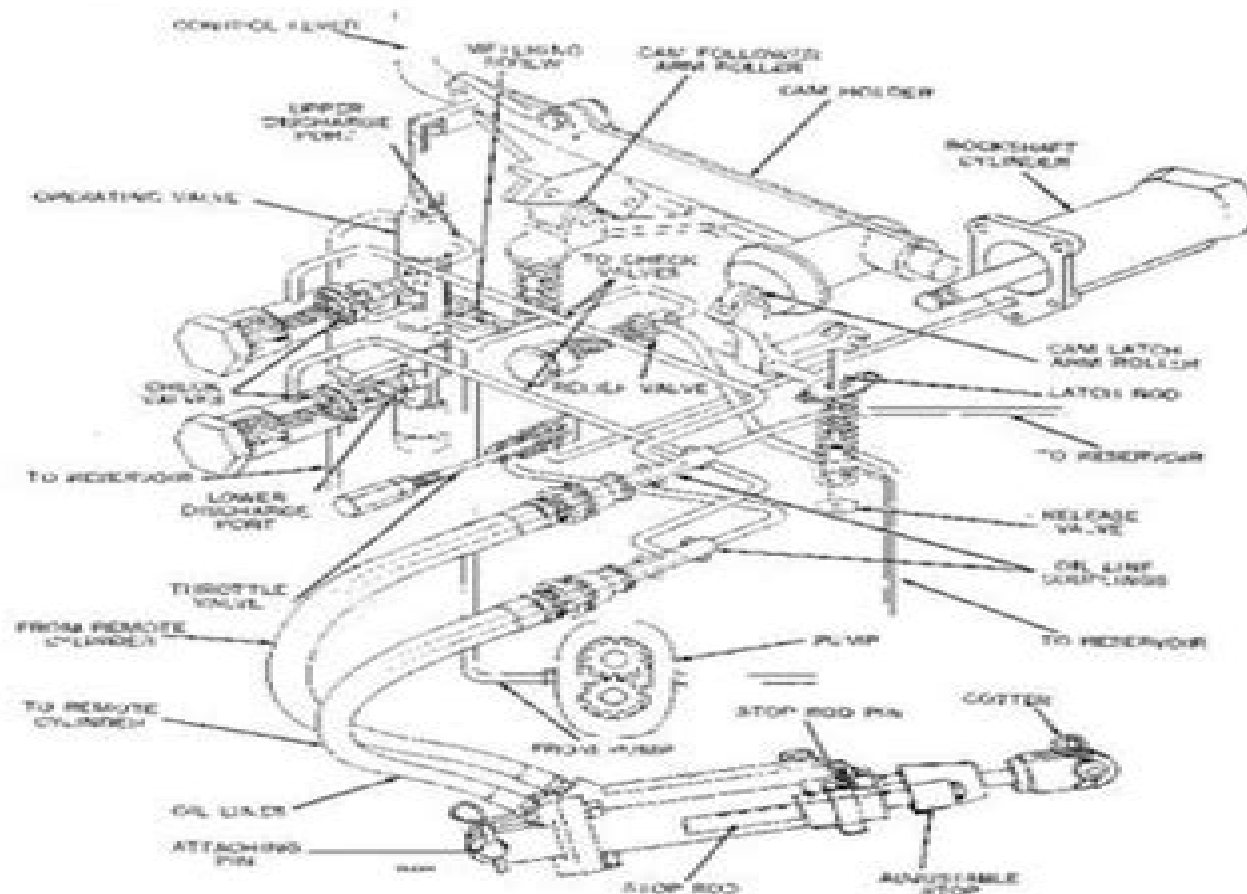 CONTROL LEVER
METERING
SCREW
CAM FOLLOWER
ARM ROLLER
CAM HOLDER
UPPER
DISCHARGE
PORT
ROCKSHAFT
CYLINDER
OPERATING VALVE
TO CHECK
VALVES
CHECK
VALVES
RELIEF VALVE
CAM LATCH
ARM ROLLER
LATCH ROD
TO RESERVOIR
TO RESERVOIR
LOWER
DISCHARGE
PORT
RELEASE
VALVE
OIL LINE
COUPLINGS
THROTTLE
VALVE
FROM REMOTE
CYLINDER
PUMP
TO RESERVOIR
TO REMOTE
CYLINDER
STOP ROD PIN
COTTER
FROM PUMP
OIL LINES
ATTACHING
PIN
STOP ROD
ADJUSTABLE
STOP